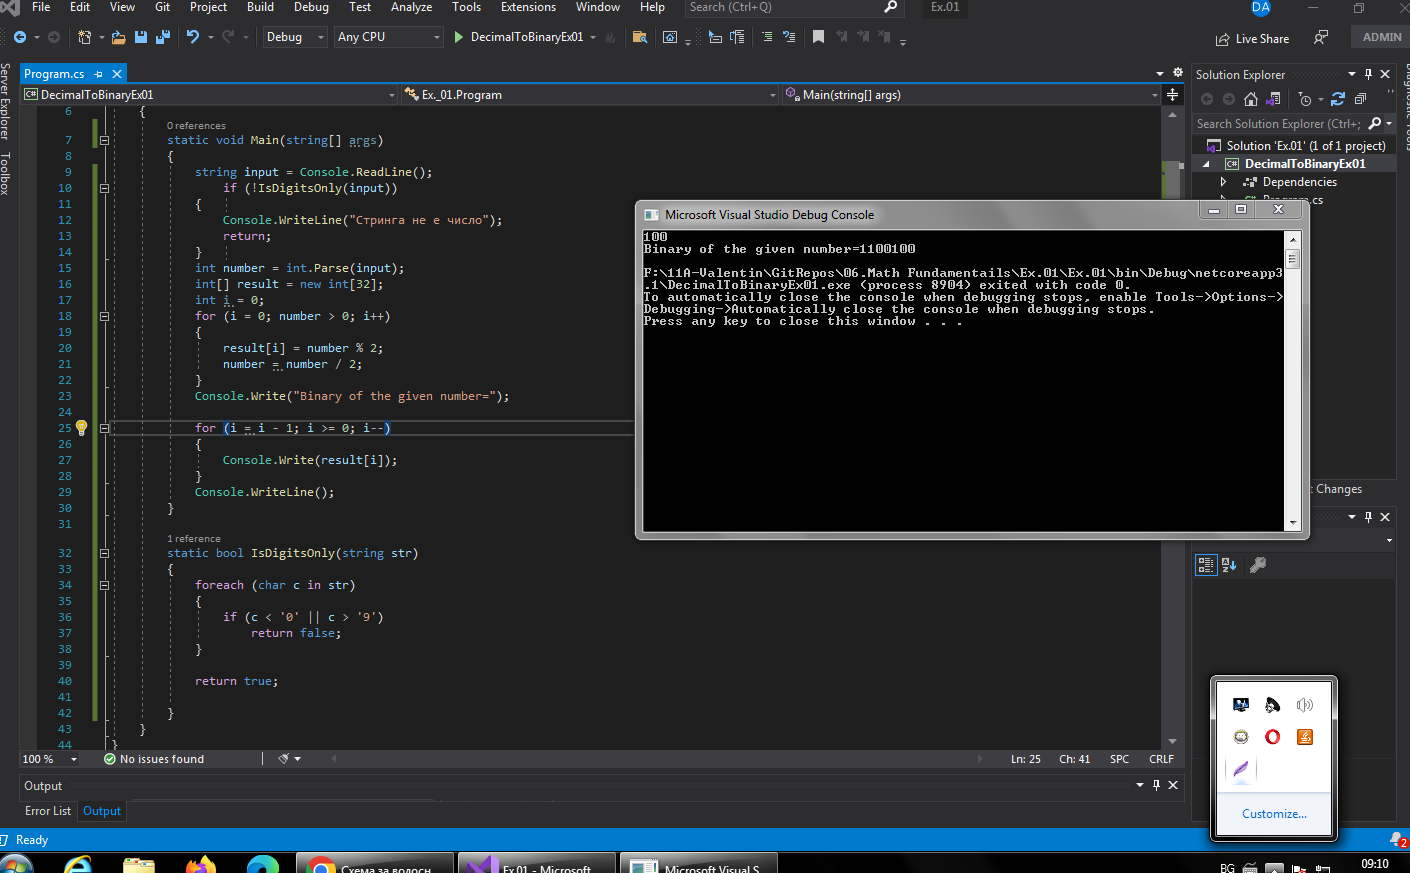 File Edit View Git Project Build Debug Test Analyze Tools Extensions Window Help Search (Ctrl+Q) Ex.01 DA
Debug Any CPU DecimalToBinaryEx01 Live Share ADMIN
Server Explorer
Toolbox
Program.cs
DecimalToBinaryEx01 Ex._01.Program Main(string[] args)
6 {
0 references
7 static void Main(string[] args)
8 {
9 string input = Console.ReadLine();
10 if (!IsDigitsOnly(input))
11 {
12 Console.WriteLine("Стринга не е число");
13 return;
14 }
15 int number = int.Parse(input);
16 int[] result = new int[32];
17 int i = 0;
18 for (i = 0; number > 0; i++)
19 {
20 result[i] = number % 2;
21 number = number / 2;
22 }
23 Console.Write("Binary of the given number=");
24
25 for (i = i - 1; i >= 0; i--)
26 {
27 Console.Write(result[i]);
28 }
29 Console.WriteLine();
30 }
31
1 reference
32 static bool IsDigitsOnly(string str)
33 {
34 foreach (char c in str)
35 {
36 if (c < '0' || c > '9')
37 return false;
38 }
39
40 return true;
41
42 }
43 }
44 }
100 % No issues found Ln: 25 Ch: 41 SPC CRLF
Output
Error List Output
Ready
Solution Explorer
Search Solution Explorer (Ctrl+;
Solution 'Ex.01' (1 of 1 project)
DecimalToBinaryEx01
Dependencies
Program.cs
Microsoft Visual Studio Debug Console
100
Binary of the given number=1100100
F:\11A-Valentin\GitRepos\06.Math Fundamentails\Ex.01\Ex.01\bin\Debug\netcoreapp3
.1\DecimalToBinaryEx01.exe (process 8904) exited with code 0.
To automatically close the console when debugging stops, enable Tools->Options->
Debugging->Automatically close the console when debugging stops.
Press any key to close this window . . .
t Changes
Customize...
2
Схема за водосн Ex.01 - Microsoft Microsoft Visual S BG 09:10